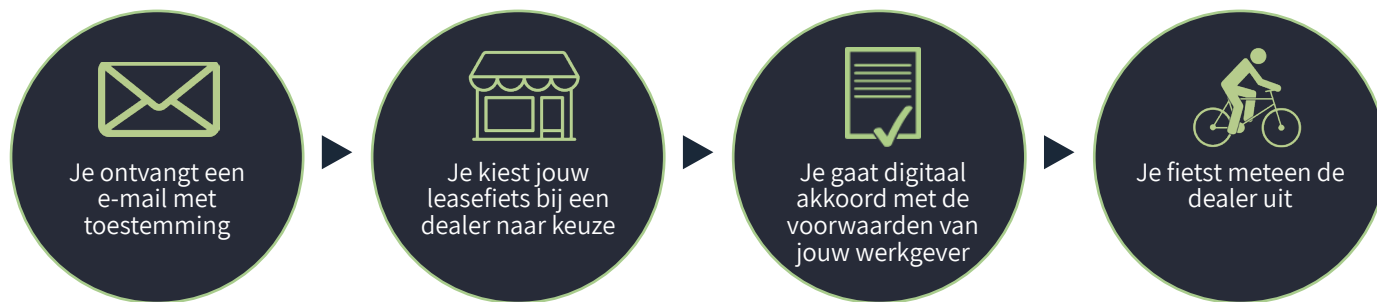 Je ontvangt een
e-mail met
toestemming
Je kiest jouw
leasefiets bij een
dealer naar keuze
Je gaat digitaal
akkoord met de
voorwaarden van
jouw werkgever
Je fietst meteen de
dealer uit